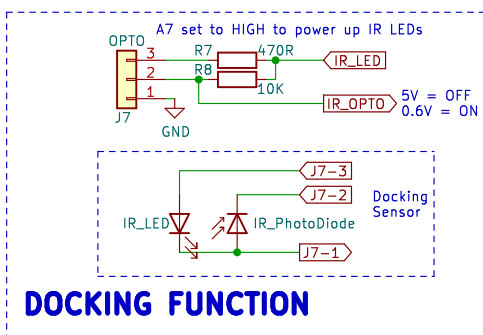 A7 set to HIGH to power up IR LEDs
OPTO
3
R7
470R
IR_LED
2
R8
10K
1
IR_OPTO
5V = OFF
0.6V = ON
J7
GND
J7-3
J7-2
Docking
Sensor
IR_LED
IR_PhotoDiode
J7-1
DOCKING FUNCTION